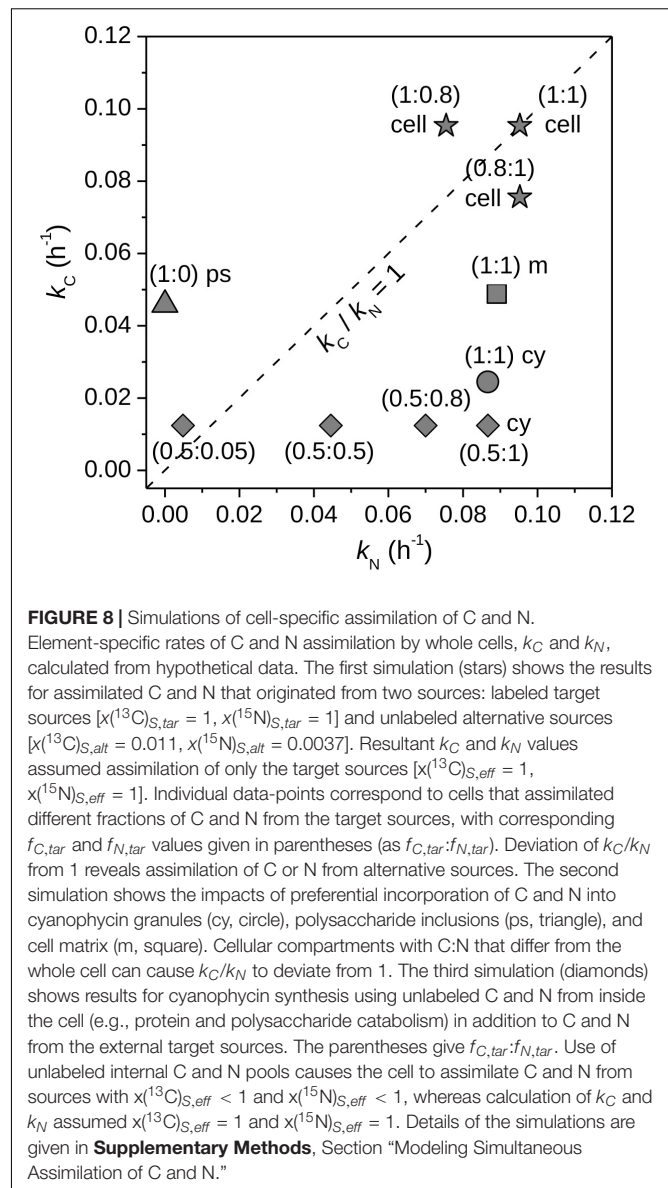 0.12
0.10
0.08
0.06
0.04
0.02
0.00
k_C (h⁻¹)
(1:0.8)
cell
(1:1)
cell
(0.8:1)
cell
(1:0) ps
(1:1) m
k_C / k_N = 1
(1:1) cy
(0.5:0.8)
cy
(0.5:0.05)
(0.5:0.5)
(0.5:1)
0.00 0.02 0.04 0.06 0.08 0.10 0.12
k_N (h⁻¹)
FIGURE 8 | Simulations of cell-specific assimilation of C and N.
Element-specific rates of C and N assimilation by whole cells, k_C and k_N,
calculated from hypothetical data. The first simulation (stars) shows the results
for assimilated C and N that originated from two sources: labeled target
sources [x(¹³C)_S,tar = 1, x(¹⁵N)_S,tar = 1] and unlabeled alternative sources
[x(¹³C)_S,alt = 0.011, x(¹⁵N)_S,alt = 0.0037]. Resultant k_C and k_N values
assumed assimilation of only the target sources [x(¹³C)_S,eff = 1,
x(¹⁵N)_S,eff = 1]. Individual data-points correspond to cells that assimilated
different fractions of C and N from the target sources, with corresponding
f_C,tar and f_N,tar values given in parentheses (as f_C,tar:f_N,tar). Deviation of k_C/k_N
from 1 reveals assimilation of C or N from alternative sources. The second
simulation shows the impacts of preferential incorporation of C and N into
cyanophycin granules (cy, circle), polysaccharide inclusions (ps, triangle), and
cell matrix (m, square). Cellular compartments with C:N that differ from the
whole cell can cause k_C/k_N to deviate from 1. The third simulation (diamonds)
shows results for cyanophycin synthesis using unlabeled C and N from inside
the cell (e.g., protein and polysaccharide catabolism) in addition to C and N
from the external target sources. The parentheses give f_C,tar:f_N,tar. Use of
unlabeled internal C and N pools causes the cell to assimilate C and N from
sources with x(¹³C)_S,eff < 1 and x(¹⁵N)_S,eff < 1, whereas calculation of k_C and
k_N assumed x(¹³C)_S,eff = 1 and x(¹⁵N)_S,eff = 1. Details of the simulations are
given in Supplementary Methods, Section “Modeling Simultaneous
Assimilation of C and N.”